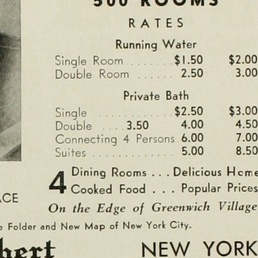 500 ROOMS
RATES
Running Water
Single Room ...... $1.50 $2.00
Double Room ..... 2.50 3.00
Private Bath
Single ........... $2.50 $3.00
Double .... 3.50 4.00 4.50
Connecting 4 Persons. 6.00 7.00
Suites ........... 5.00 8.50
4 Dining Rooms ... Delicious Home
Cooked Food ... Popular Prices
ACE
On the Edge of Greenwich Village
e Folder and New Map of New York City.
bert NEW YORK